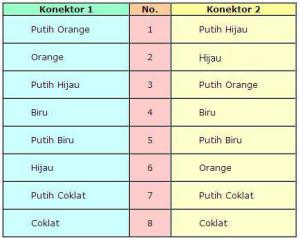 Konektor 1 No. Konektor 2
Putih Orange 1 Putih Hijau
Orange 2 Hijau
Putih Hijau 3 Putih Orange
Biru 4 Biru
Putih Biru 5 Putih Biru
Hijau 6 Orange
Putih Coklat 7 Putih Coklat
Coklat 8 Coklat